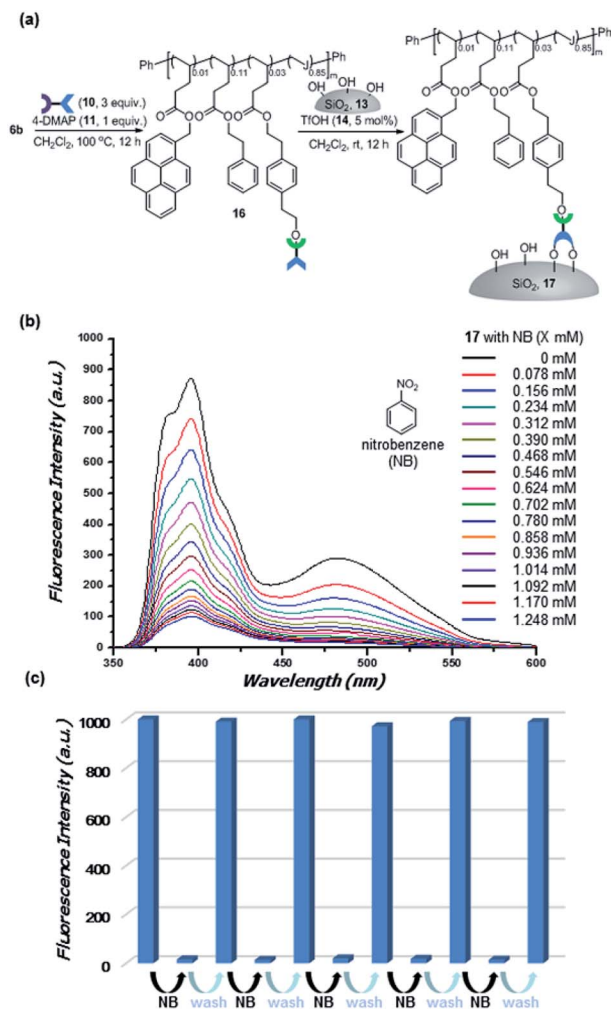 (a)
Ph 0.01 0.11 0.03 0.85 m Ph
Ph 0.01 0.11 0.03 0.85 m Ph
6b
(10, 3 equiv.)
4-DMAP (11, 1 equiv.)
CH₂Cl₂, 100 °C, 12 h
O O O O O O
16
O
HO OH OH
SiO₂, 13
TfOH (14, 5 mol%)
CH₂Cl₂, rt, 12 h
O O O O O O
O
OH OH O O
SiO₂, 17
(b)
Fluorescence Intensity (a.u.)
1000
900
800
700
600
500
400
300
200
100
0
350 400 450 500 550 600
Wavelength (nm)
NO₂
nitrobenzene
(NB)
17 with NB (X mM)
0 mM
0.078 mM
0.156 mM
0.234 mM
0.312 mM
0.390 mM
0.468 mM
0.546 mM
0.624 mM
0.702 mM
0.780 mM
0.858 mM
0.936 mM
1.014 mM
1.092 mM
1.170 mM
1.248 mM
(c)
Fluorescence Intensity (a.u.)
1000
800
600
400
200
0
NB wash NB wash NB wash NB wash NB wash